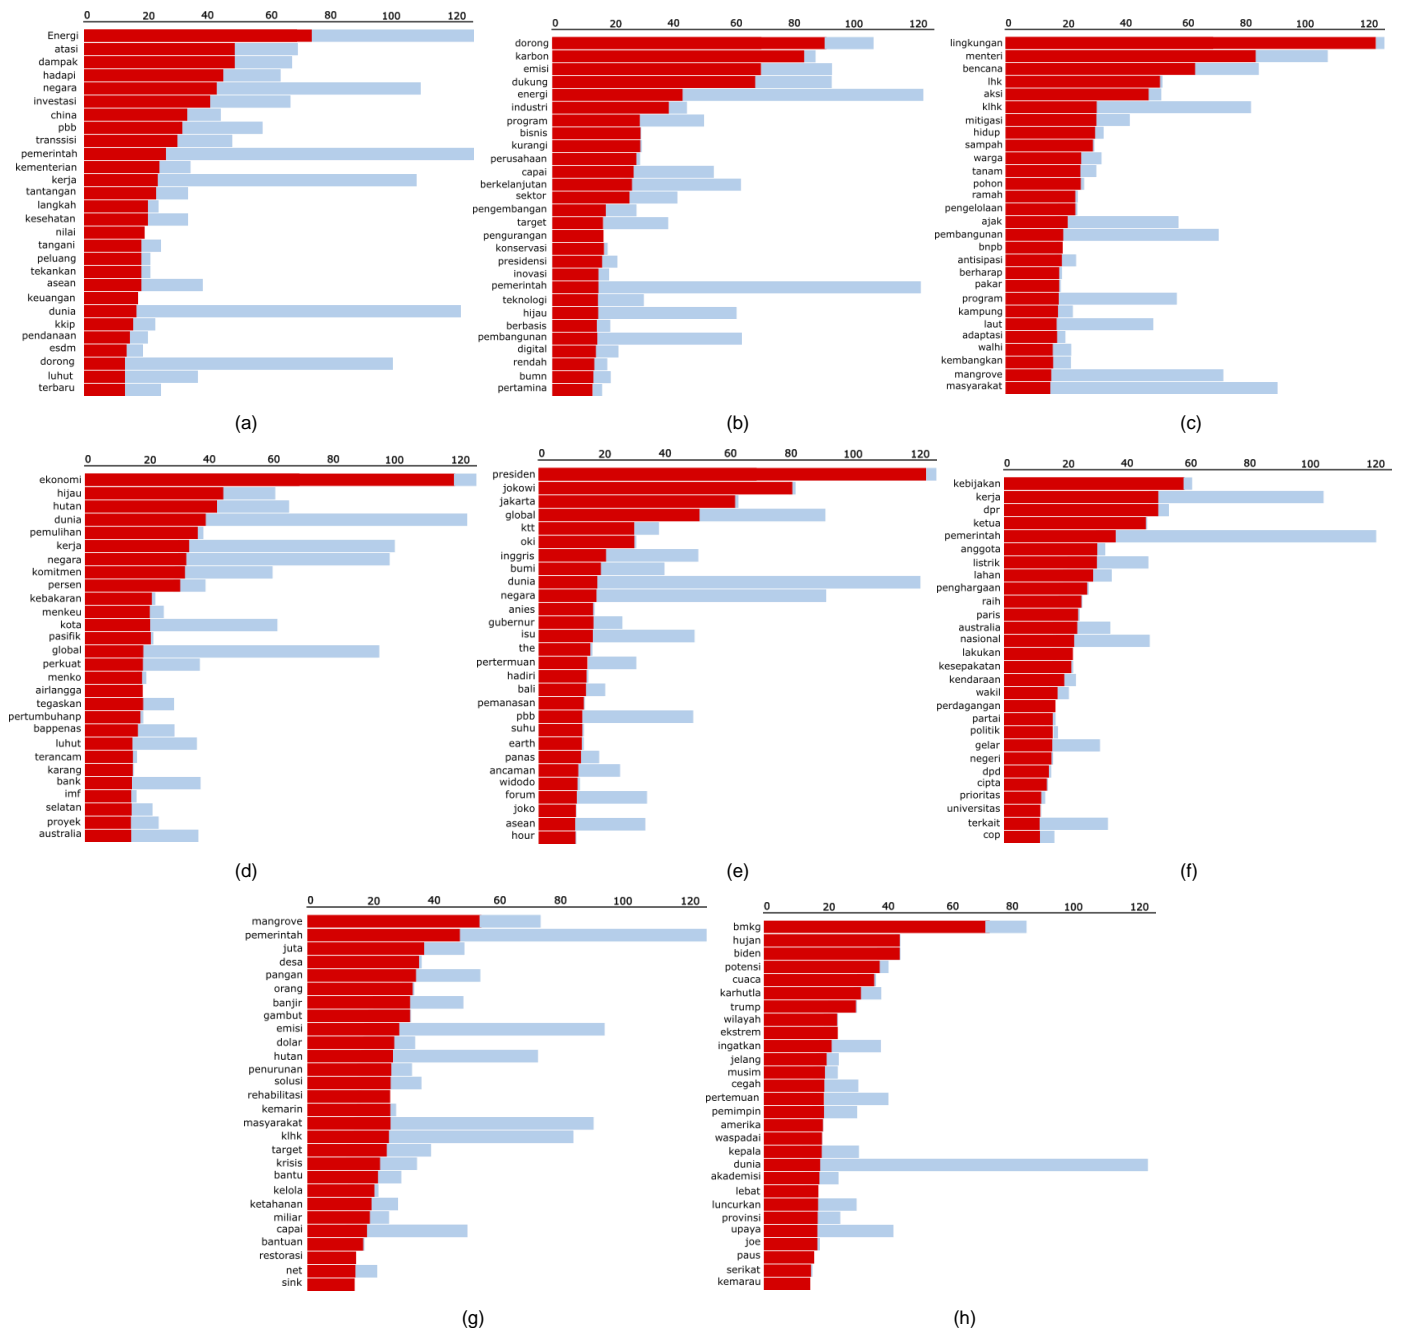 0 20 40 60 80 100 120
Energi
atasi
dampak
hadapi
negara
investasi
china
pbb
transsisi
pemerintah
kementerian
kerja
tantangan
langkah
kesehatan
nilai
tangani
peluang
tekankan
asean
keuangan
dunia
kkip
pendanaan
esdm
dorong
luhut
terbaru
(a)
0 20 40 60 80 100 120
dorong
karbon
emisi
dukung
energi
industri
program
bisnis
kurangi
perusahaan
capai
berkelanjutan
sektor
pengembangan
target
pengurangan
konservasi
presidensi
inovasi
pemerintah
teknologi
hijau
berbasis
pembangunan
digital
rendah
bumn
pertamina
(b)
0 20 40 60 80 100 120
lingkungan
menteri
bencana
lhk
aksi
klhk
mitigasi
hidup
sampah
warga
tanam
pohon
ramah
pengelolaan
ajak
pembangunan
bnpb
antisipasi
berharap
pakar
program
kampung
laut
adaptasi
walhi
kembangkan
mangrove
masyarakat
(c)
0 20 40 60 80 100 120
ekonomi
hijau
hutan
dunia
pemulihan
kerja
negara
komitmen
persen
kebakaran
menkeu
kota
pasifik
global
perkuat
menko
airlangga
tegaskan
pertumbuhanp
bappenas
luhut
terancam
karang
bank
imf
selatan
proyek
australia
(d)
0 20 40 60 80 100 120
presiden
jokowi
jakarta
global
ktt
oki
inggris
bumi
dunia
negara
anies
gubernur
isu
the
pertermuan
hadiri
bali
pemanasan
pbb
suhu
earth
panas
ancaman
widodo
forum
joko
asean
hour
(e)
0 20 40 60 80 100 120
kebijakan
kerja
dpr
ketua
pemerintah
anggota
listrik
lahan
penghargaan
raih
paris
australia
nasional
lakukan
kesepakatan
kendaraan
wakil
perdagangan
partai
politik
gelar
negeri
dpd
cipta
prioritas
universitas
terkait
cop
(f)
0 20 40 60 80 100 120
mangrove
pemerintah
juta
desa
pangan
orang
banjir
gambut
emisi
dolar
hutan
penurunan
solusi
rehabilitasi
kemarin
masyarakat
klhk
target
krisis
bantu
kelola
ketahanan
miliar
capai
bantuan
restorasi
net
sink
(g)
0 20 40 60 80 100 120
bmkg
hujan
biden
potensi
cuaca
karhutla
trump
wilayah
ekstrem
ingatkan
jelang
musim
cegah
pertemuan
pemimpin
amerika
waspadai
kepala
dunia
akademisi
lebat
luncurkan
provinsi
upaya
joe
paus
serikat
kemarau
(h)